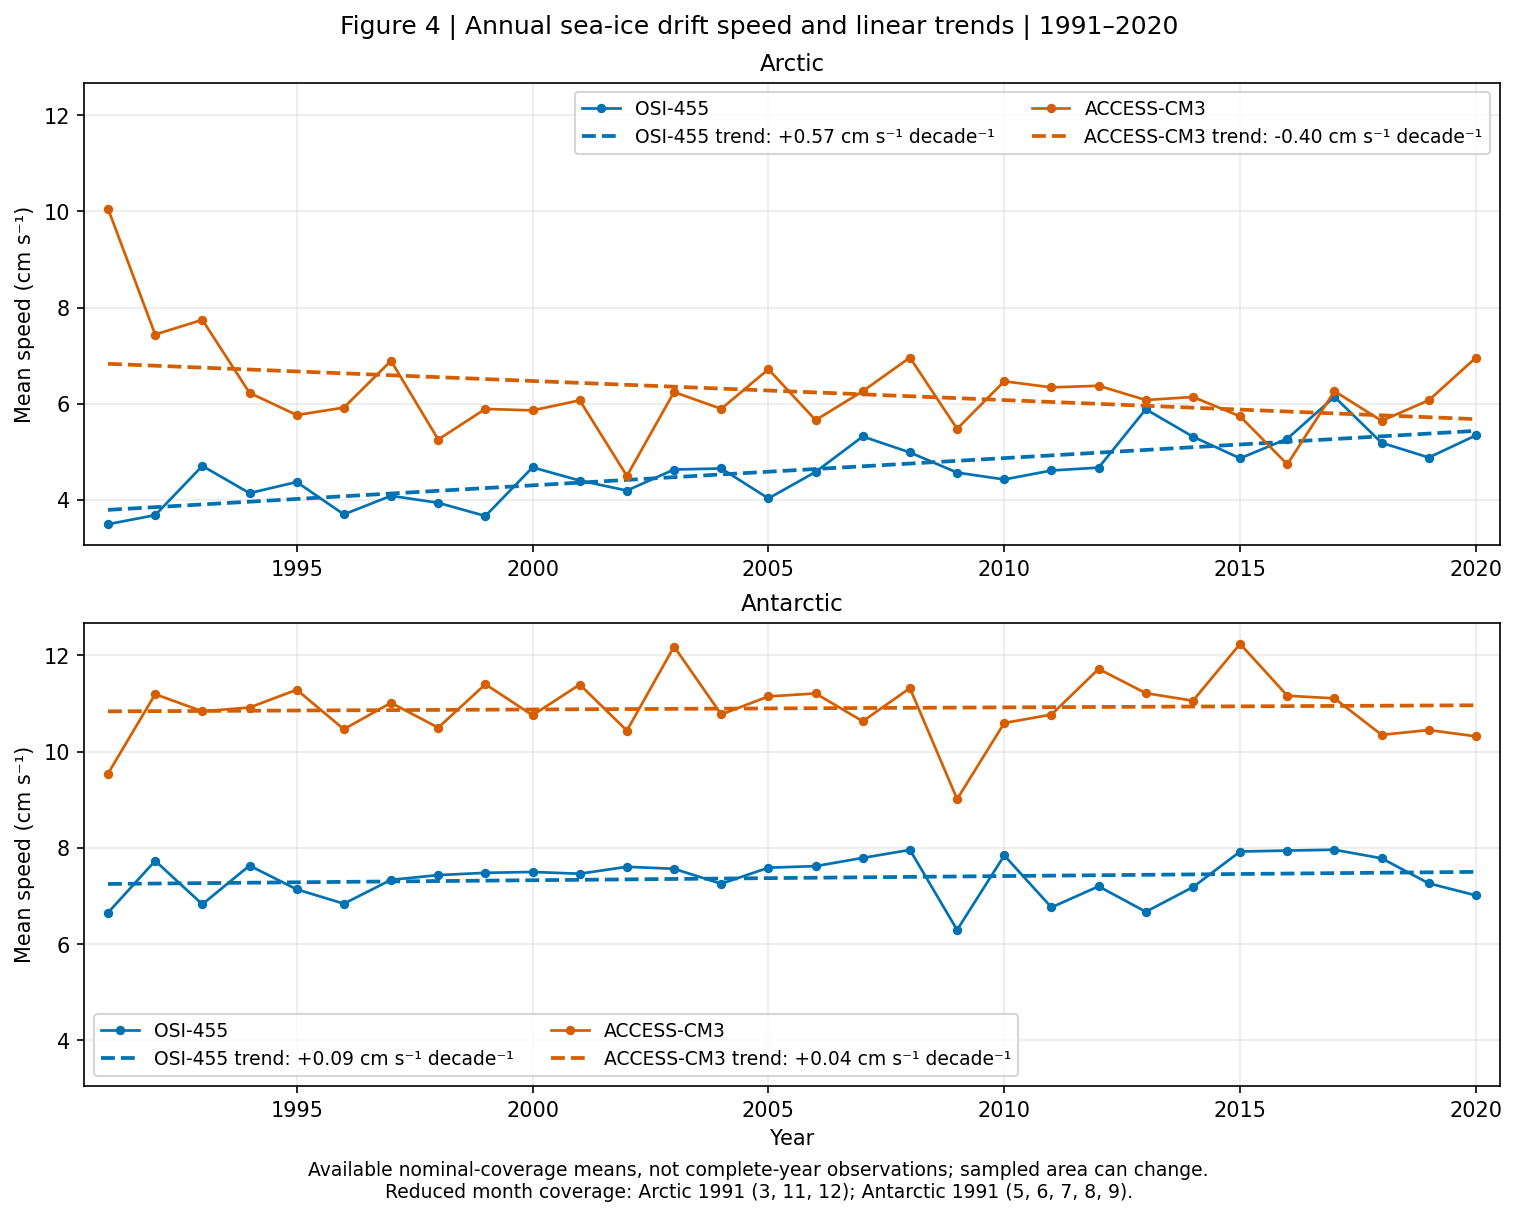 Figure 4 | Annual sea-ice drift speed and linear trends | 1991–2020
Arctic
OSI-455
OSI-455 trend: +0.57 cm s⁻¹ decade⁻¹
ACCESS-CM3
ACCESS-CM3 trend: -0.40 cm s⁻¹ decade⁻¹
Mean speed (cm s⁻¹)
12
10
8
6
4
1995
2000
2005
2010
2015
2020
Antarctic
Mean speed (cm s⁻¹)
12
10
8
6
4
OSI-455
OSI-455 trend: +0.09 cm s⁻¹ decade⁻¹
ACCESS-CM3
ACCESS-CM3 trend: +0.04 cm s⁻¹ decade⁻¹
1995
2000
2005
2010
2015
2020
Year
Available nominal-coverage means, not complete-year observations; sampled area can change.
Reduced month coverage: Arctic 1991 (3, 11, 12); Antarctic 1991 (5, 6, 7, 8, 9).